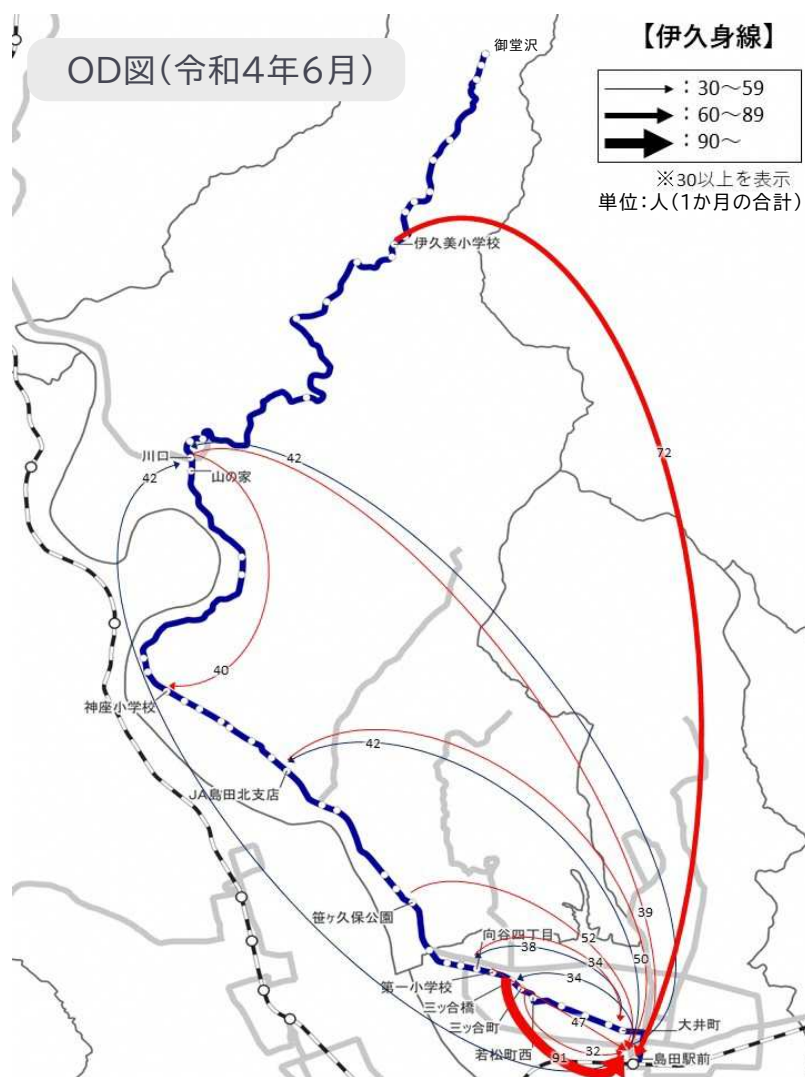 OD図(令和4年6月)
【伊久身線】
：30～59
：60～89
：90～
※30以上を表示
単位：人(1か月の合計)
御堂沢
伊久美小学校
72
川口
42
42
山の家
40
神座小学校
42
JA島田北支店
笹ヶ久保公園
39
52
向谷四丁目
38
34
50
34
第一小学校
三ッ合橋
三ッ合町
47
大井町
若松町西
91
32
島田駅前